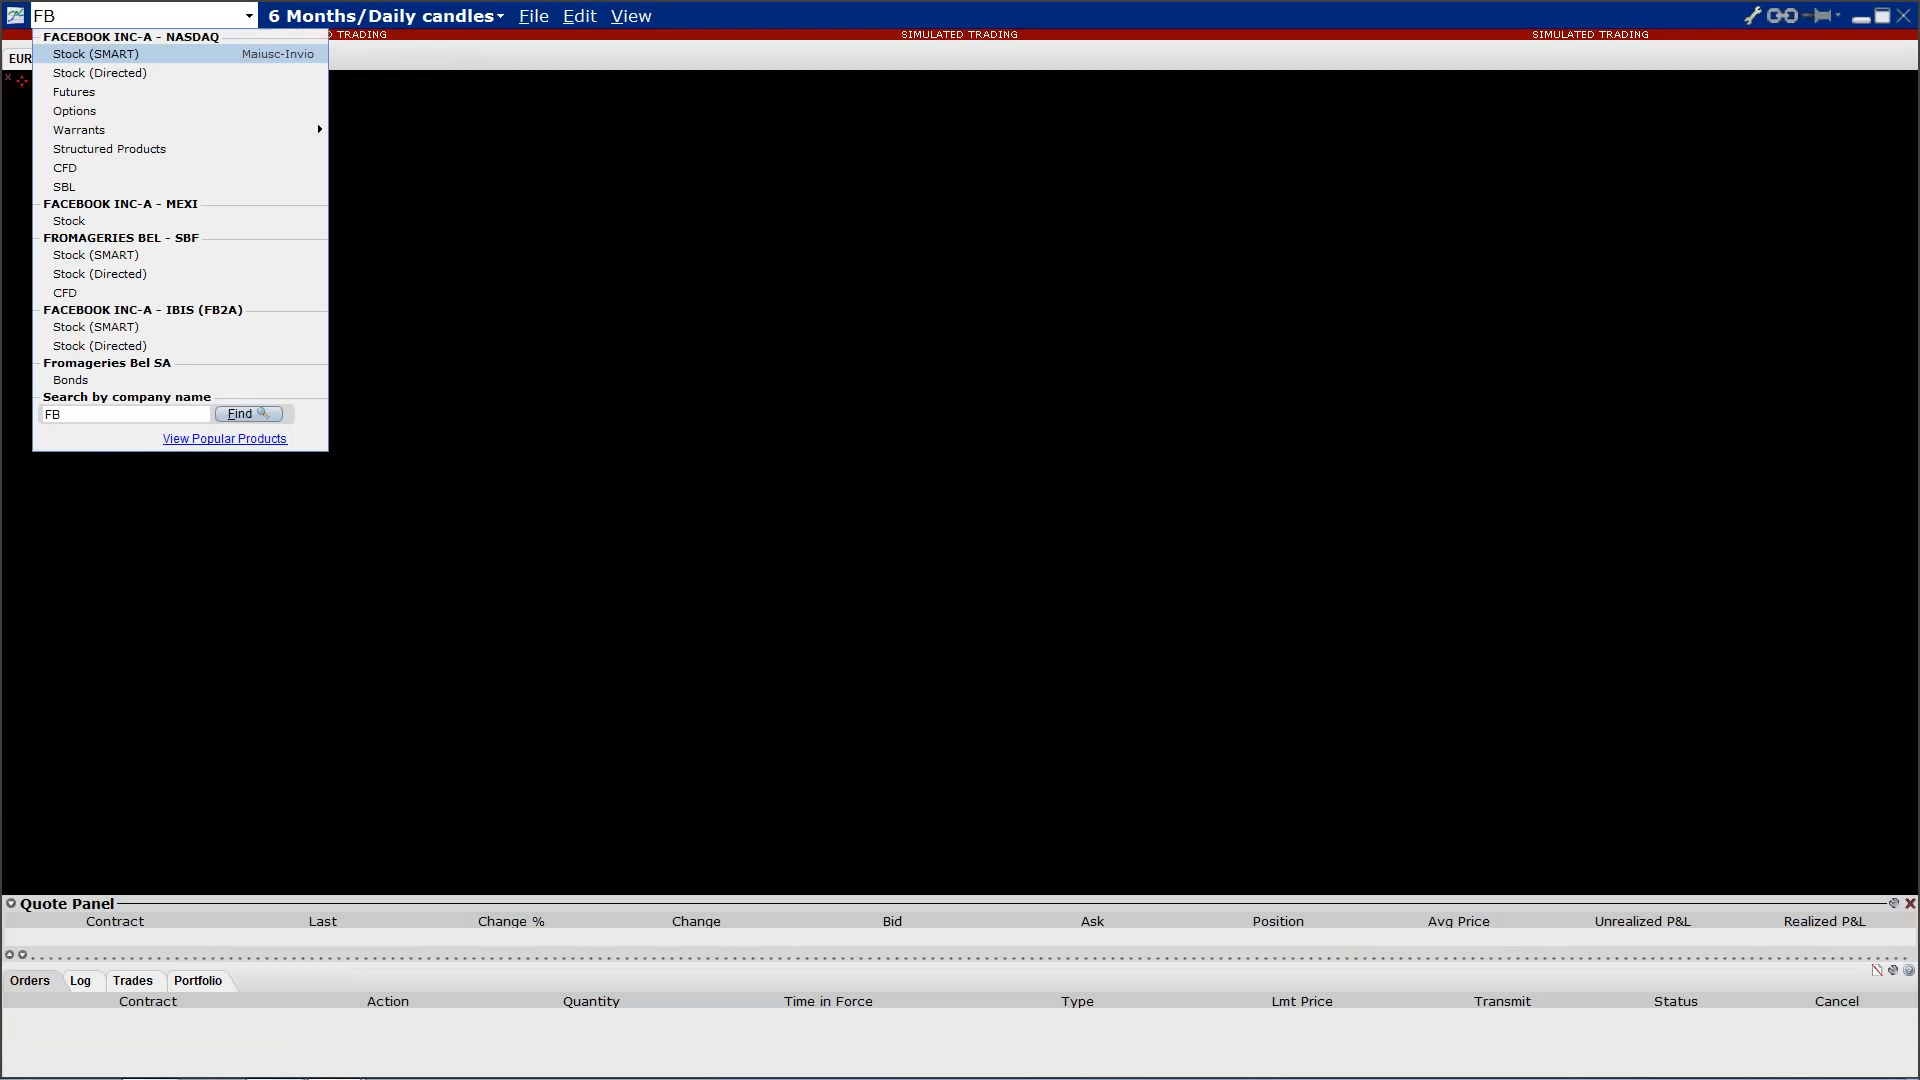 FB
6 Months/Daily candles
File Edit View
D TRADING
SIMULATED TRADING
SIMULATED TRADING
EUR
FACEBOOK INC-A - NASDAQ
Stock (SMART) Maiusc-Invio
Stock (Directed)
Futures
Options
Warrants
Structured Products
CFD
SBL
FACEBOOK INC-A - MEXI
Stock
FROMAGERIES BEL - SBF
Stock (SMART)
Stock (Directed)
CFD
FACEBOOK INC-A - IBIS (FB2A)
Stock (SMART)
Stock (Directed)
Fromageries Bel SA
Bonds
Search by company name
FB Find
View Popular Products
Quote Panel
Contract Last Change % Change Bid Ask Position Avg Price Unrealized P&L Realized P&L
Orders Log Trades Portfolio
Contract Action Quantity Time in Force Type Lmt Price Transmit Status Cancel